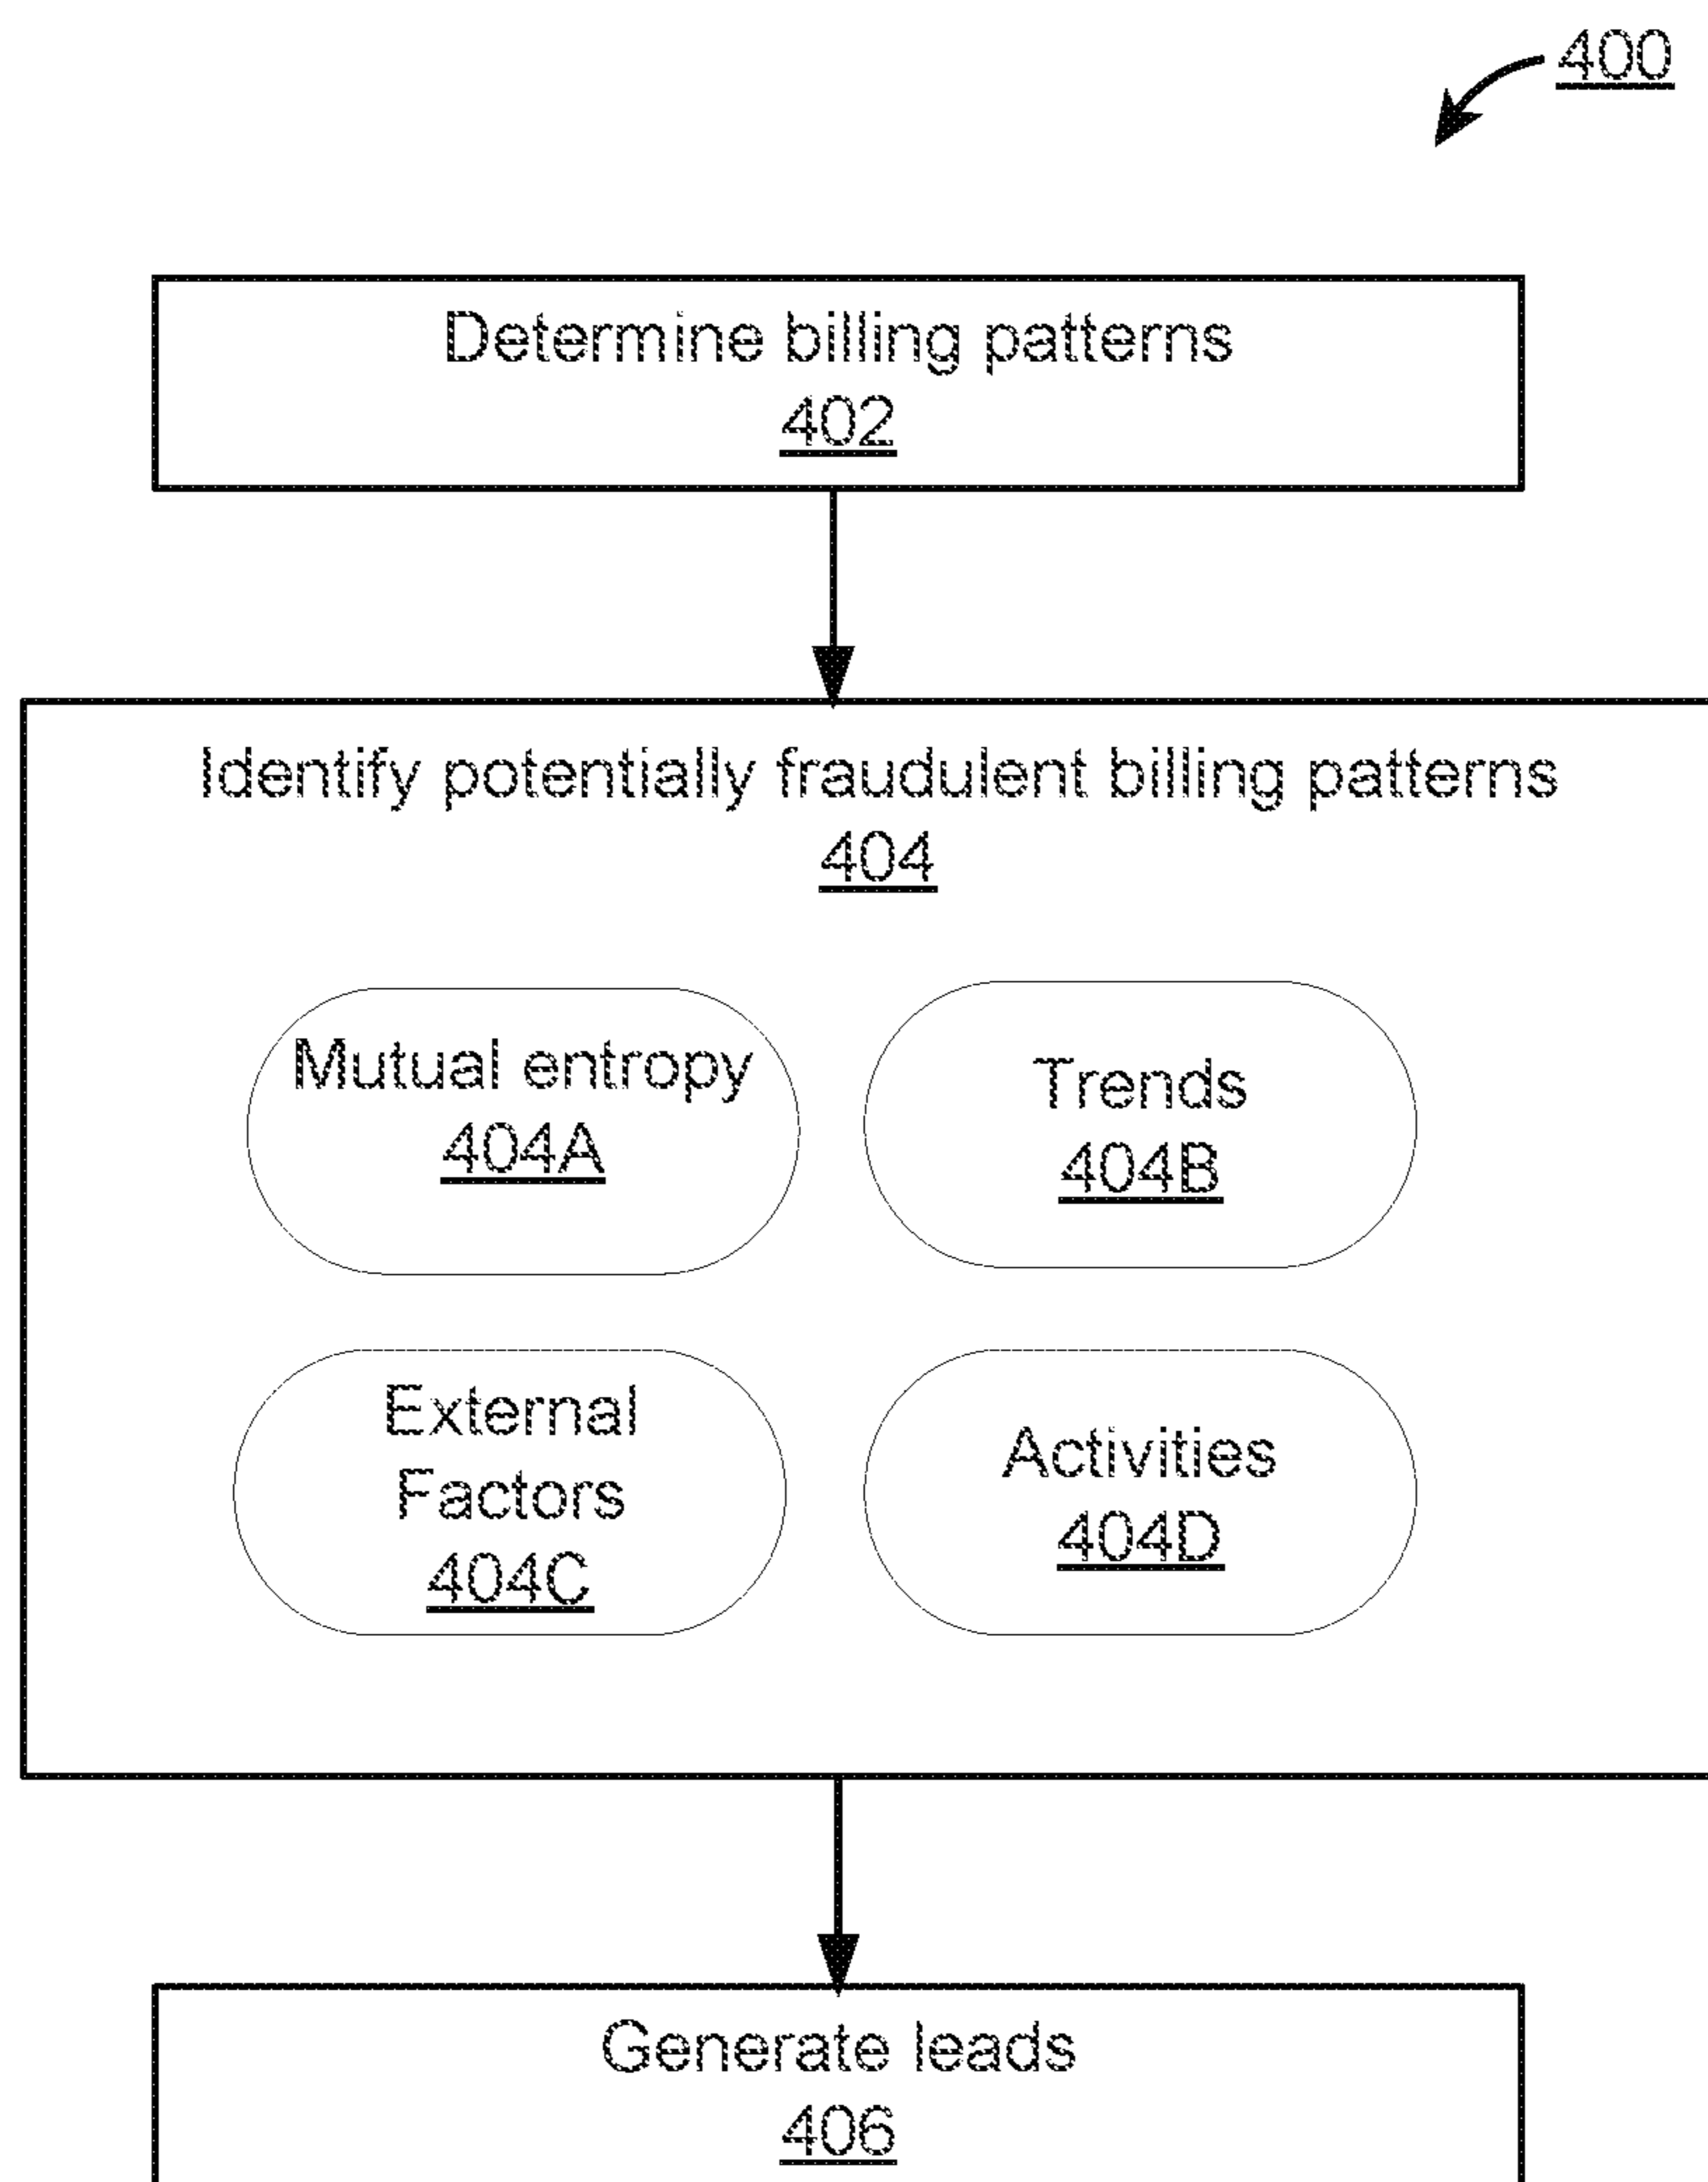 400
Determine billing patterns
402
Identify potentially fraudulent billing patterns
404
Mutual entropy
404A
Trends
404B
External
Factors
404C
Activities
404D
Generate leads
406